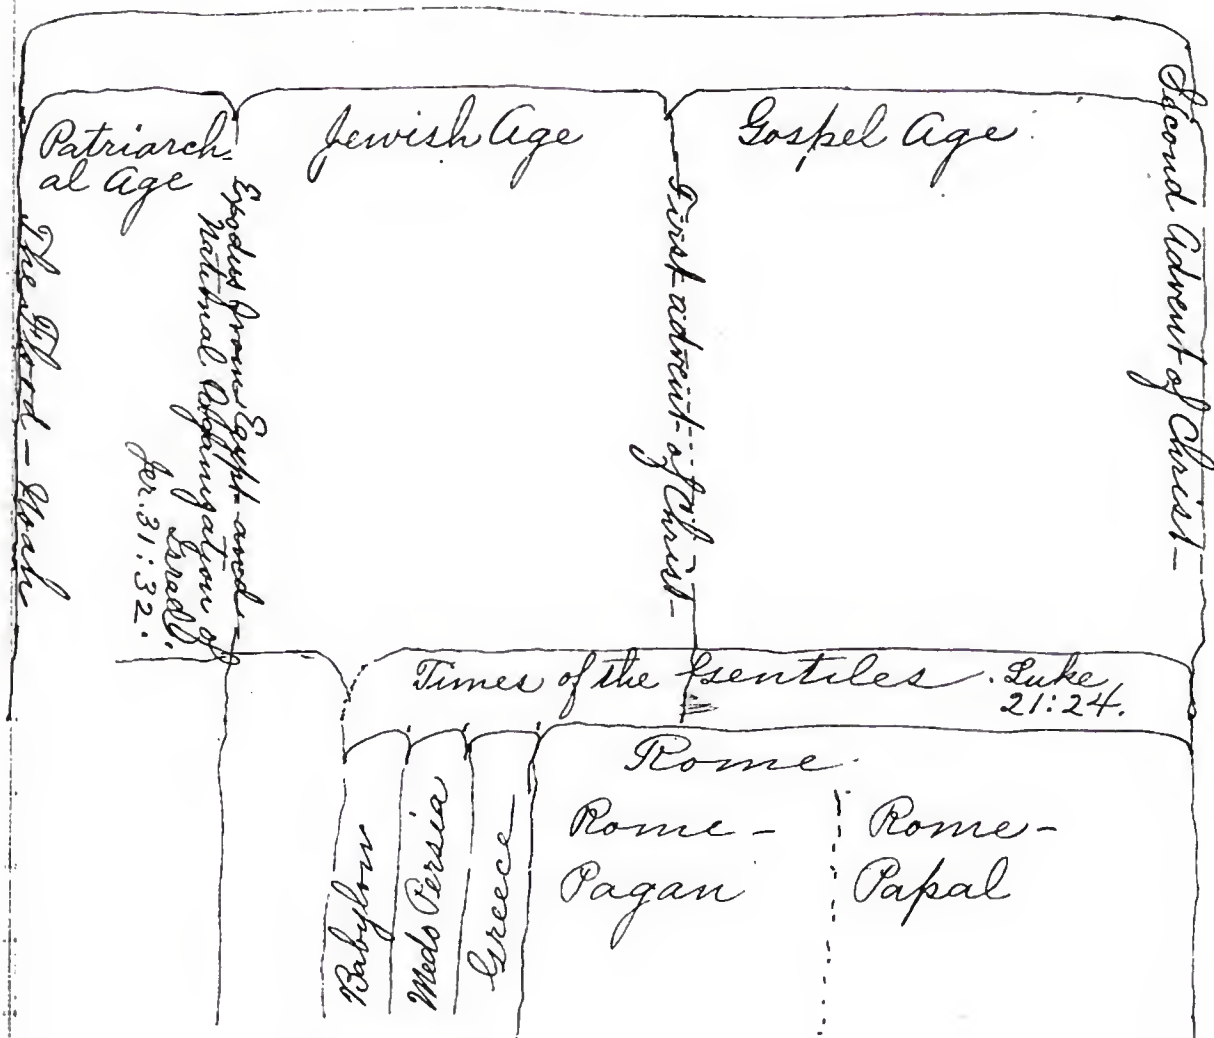 Patriarch-
al Age
Jewish Age
Gospel Age
The Flood - Noah
Exodus from Egypt and
National Organization of
Israel.
Jer. 31:32.
First advent of Christ-
Second Advent of Christ-
Times of the Gentiles. Luke
21:24.
Babylon
Medo Persia
Greece
Rome.
Rome-
Pagan
Rome-
Papal